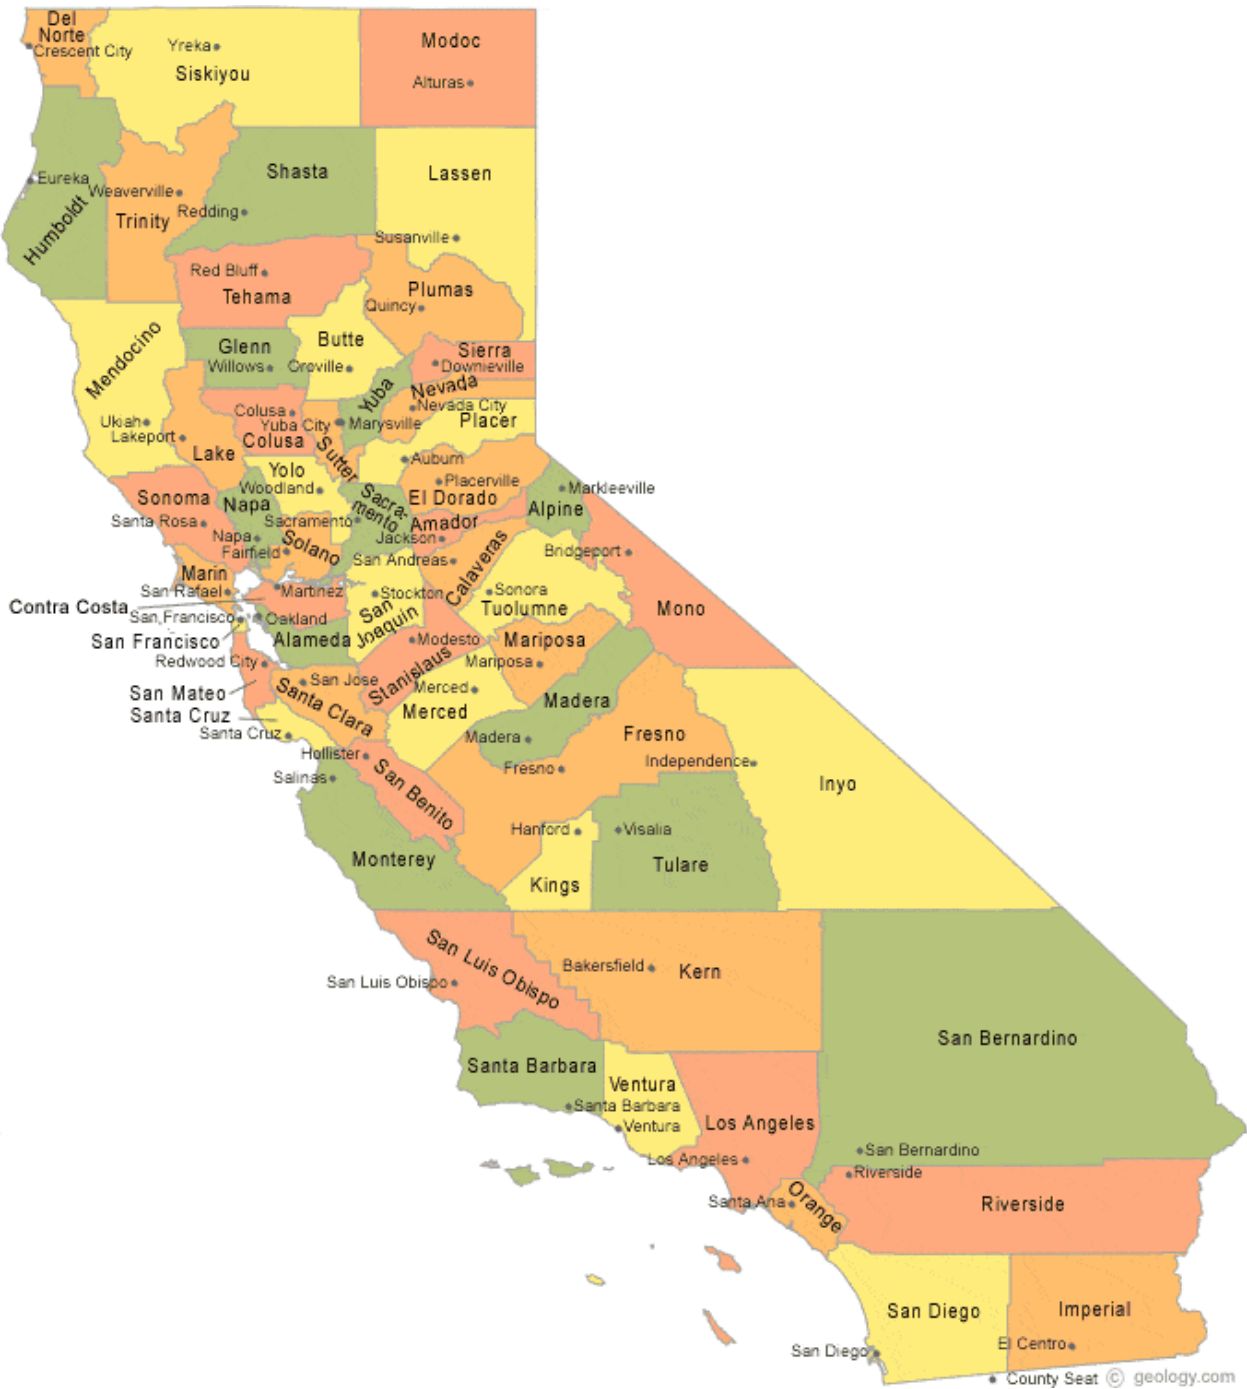 Del
Norte
Crescent City
Yreka
Siskiyou
Modoc
Alturas
Eureka
Humboldt
Weaverville
Trinity
Shasta
Redding
Lassen
Susanville
Red Bluff
Tehama
Plumas
Quincy
Mendocino
Ukiah
Glenn
Willows
Butte
Oroville
Sierra
Downieville
Yuba
Marysville
Nevada
Nevada City
Placer
Auburn
Lakeport
Lake
Colusa
Colusa
Yuba City
Sutter
Yolo
Woodland
Placerville
El Dorado
Markleeville
Alpine
Sonoma
Santa Rosa
Napa
Napa
Sacra-
mento
Sacramento
Amador
Jackson
Fairfield
Solano
San Andreas
Calaveras
Bridgeport
Mono
Marin
San Rafael
Martinez
Contra Costa
Stockton
San
Joaquin
Sonora
Tuolumne
San Francisco
San Francisco
Oakland
Alameda
Modesto
Stanislaus
Mariposa
Mariposa
Redwood City
San Mateo
San Jose
Santa Clara
Merced
Merced
Madera
Madera
Santa Cruz
Santa Cruz
Fresno
Fresno
Independence
Inyo
Hollister
San Benito
Salinas
Monterey
Hanford
Kings
Visalia
Tulare
San Luis Obispo
San Luis Obispo
Bakersfield
Kern
San Bernardino
San Bernardino
Santa Barbara
Santa Barbara
Ventura
Ventura
Los Angeles
Los Angeles
Riverside
Riverside
Santa Ana
Orange
San Diego
San Diego
Imperial
El Centro
County Seat © geology.com